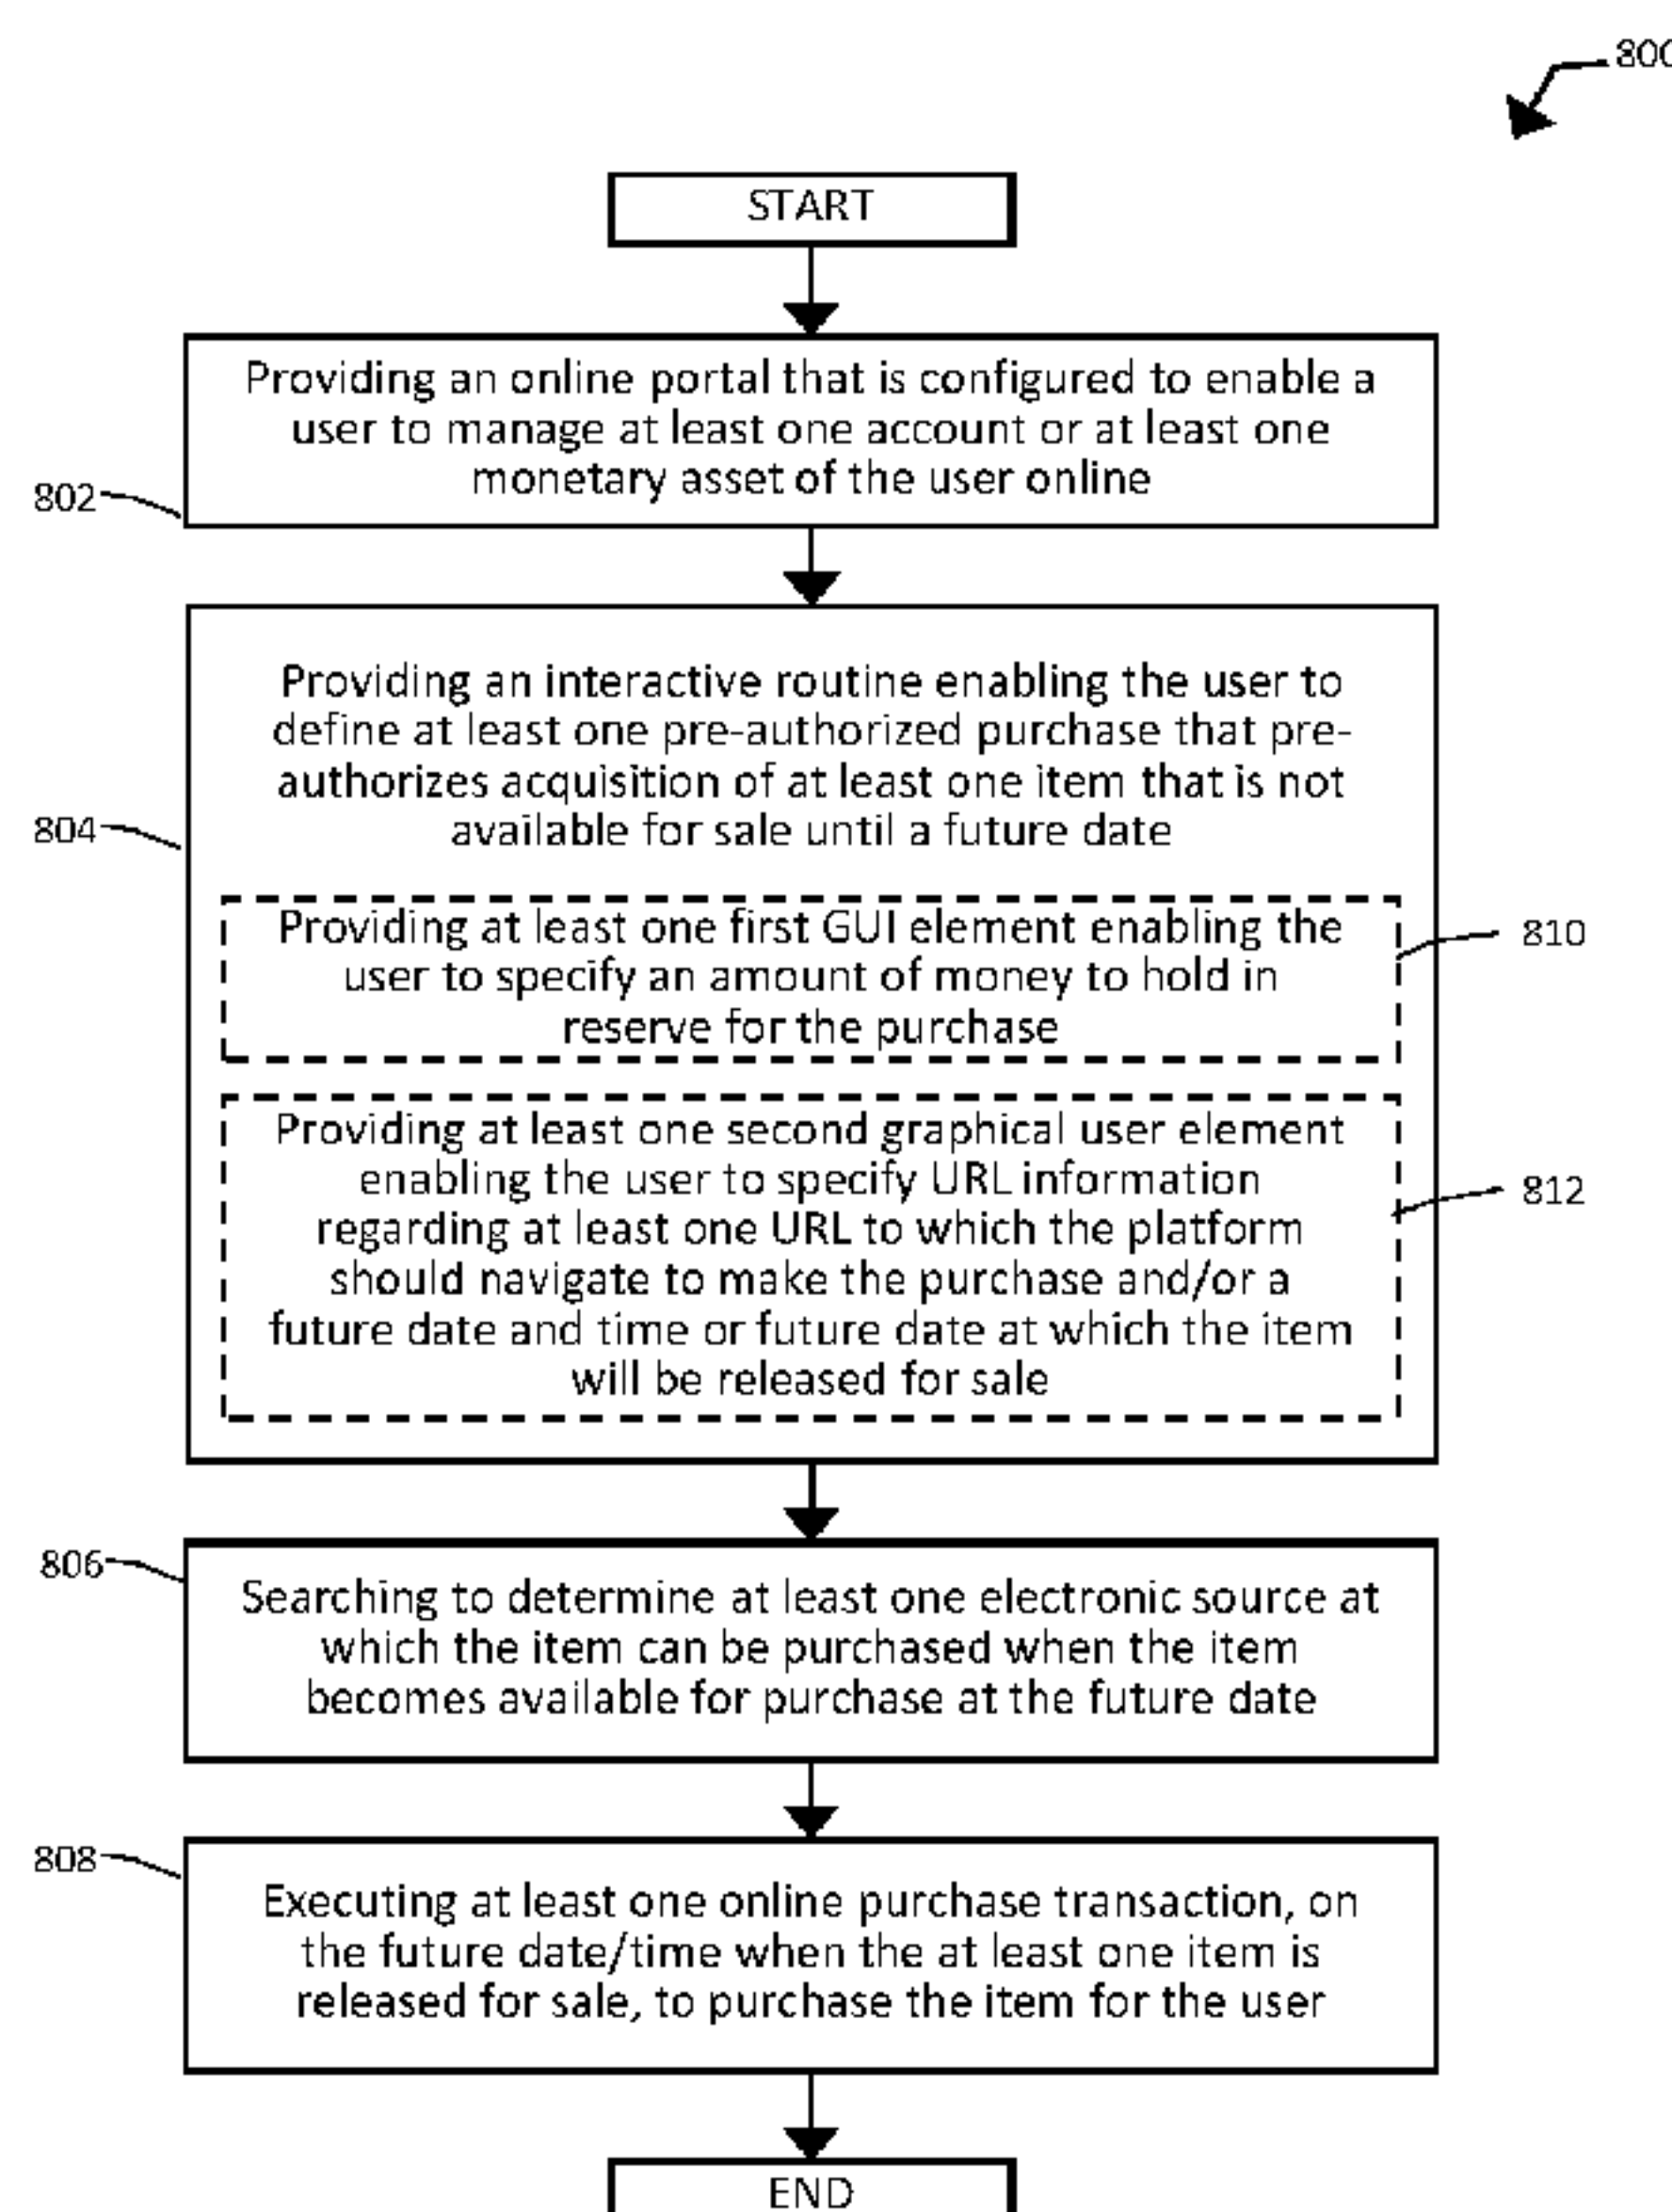 800
START
Providing an online portal that is configured to enable a
user to manage at least one account or at least one
monetary asset of the user online
802
Providing an interactive routine enabling the user to
define at least one pre-authorized purchase that pre-
authorizes acquisition of at least one item that is not
available for sale until a future date
804
Providing at least one first GUI element enabling the
user to specify an amount of money to hold in
reserve for the purchase
810
Providing at least one second graphical user element
enabling the user to specify URL information
regarding at least one URL to which the platform
should navigate to make the purchase and/or a
future date and time or future date at which the item
will be released for sale
812
806
Searching to determine at least one electronic source at
which the item can be purchased when the item
becomes available for purchase at the future date
808
Executing at least one online purchase transaction, on
the future date/time when the at least one item is
released for sale, to purchase the item for the user
END